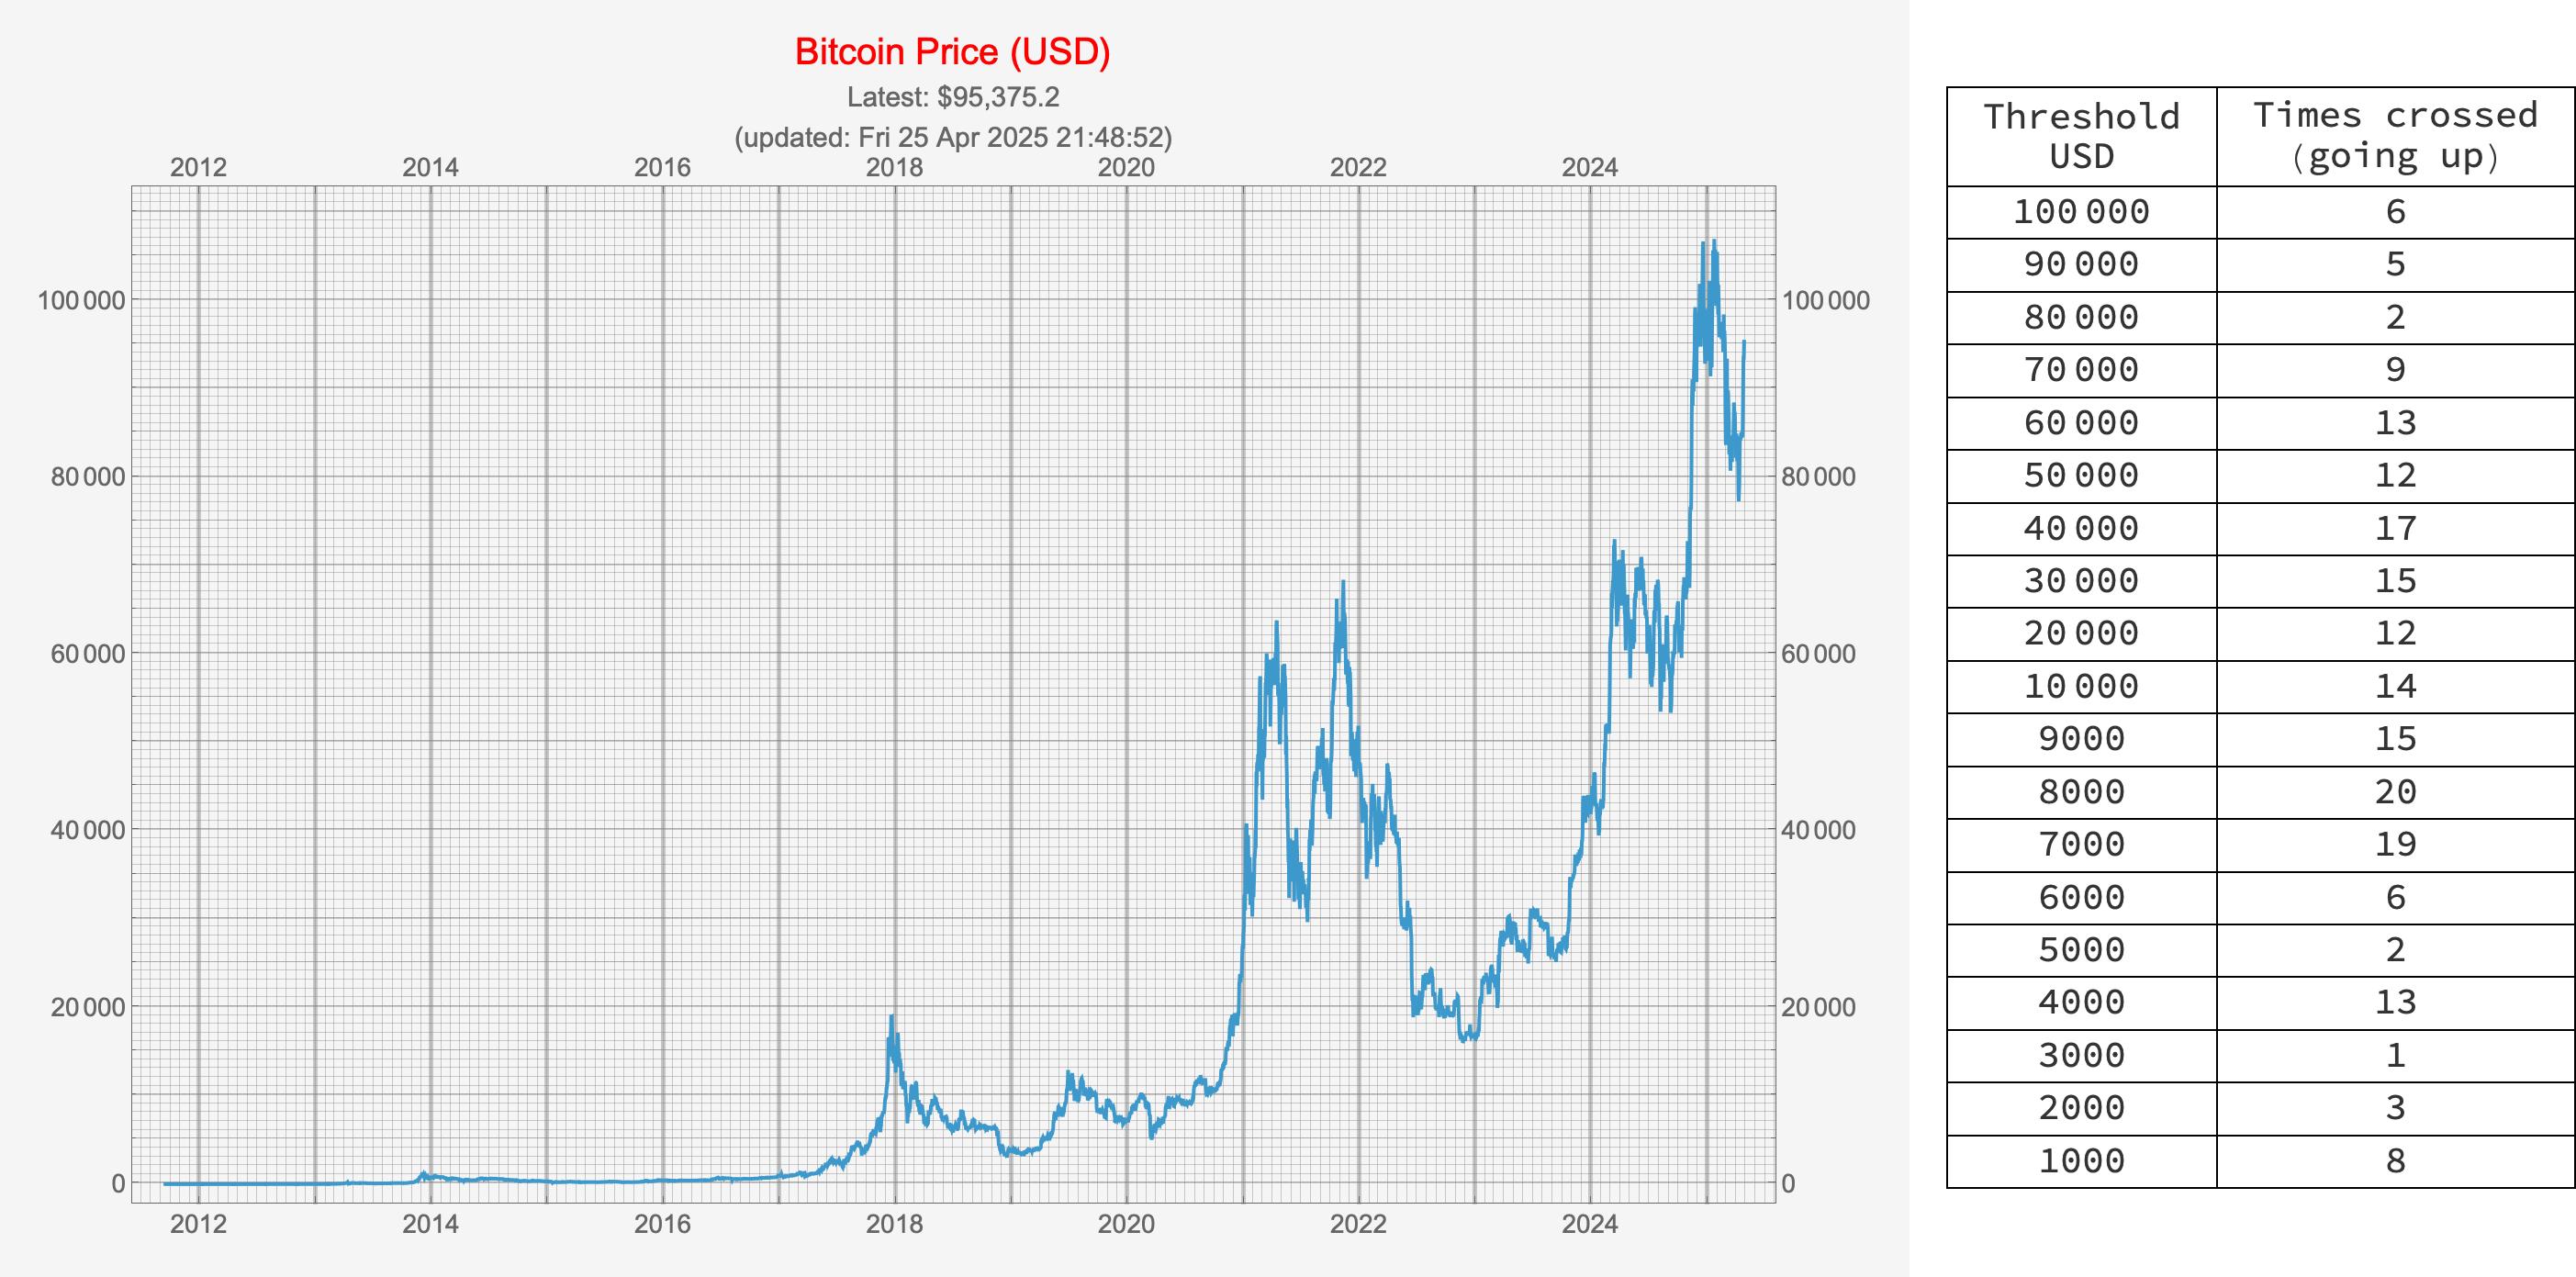 Bitcoin Price (USD)
Latest: $95,375.2
(updated: Fri 25 Apr 2025 21:48:52)
2012 2014 2016 2018 2020 2022 2024
100 000 100 000
80 000 80 000
60 000 60 000
40 000 40 000
20 000 20 000
0 0
2012 2014 2016 2018 2020 2022 2024
Threshold Times crossed
USD (going up)
100 000 6
90 000 5
80 000 2
70 000 9
60 000 13
50 000 12
40 000 17
30 000 15
20 000 12
10 000 14
9000 15
8000 20
7000 19
6000 6
5000 2
4000 13
3000 1
2000 3
1000 8